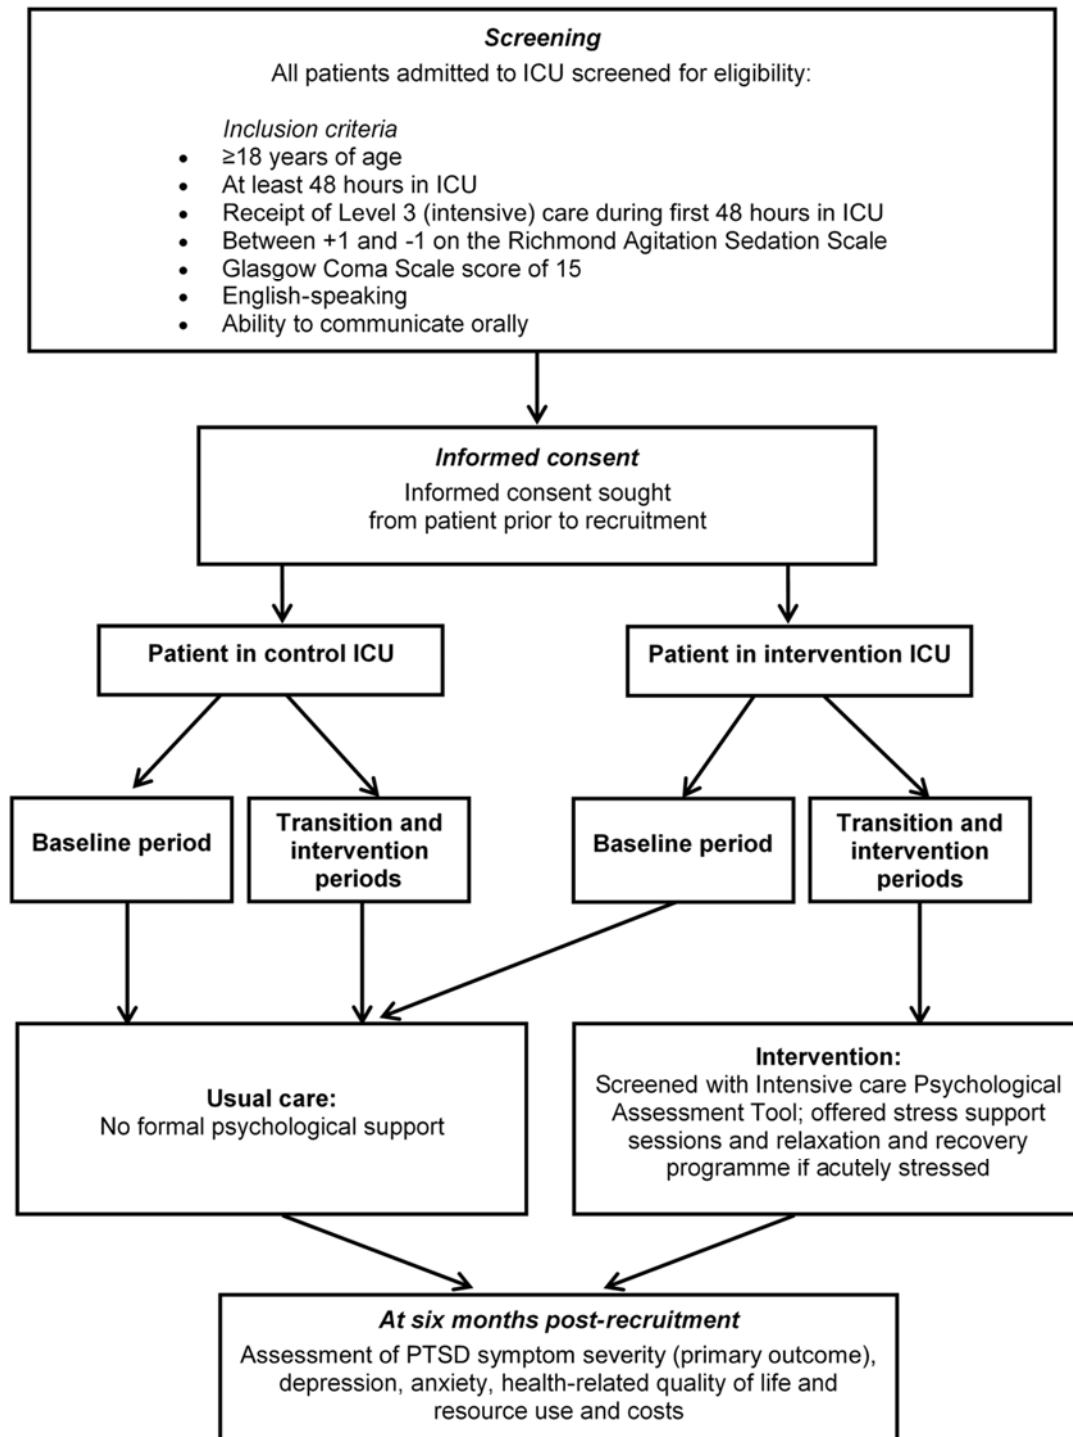 Screening
All patients admitted to ICU screened for eligibility:
Inclusion criteria
• ≥18 years of age
• At least 48 hours in ICU
• Receipt of Level 3 (intensive) care during first 48 hours in ICU
• Between +1 and -1 on the Richmond Agitation Sedation Scale
• Glasgow Coma Scale score of 15
• English-speaking
• Ability to communicate orally
Informed consent
Informed consent sought
from patient prior to recruitment
Patient in control ICU
Patient in intervention ICU
Baseline period
Transition and
intervention
periods
Baseline period
Transition and
intervention
periods
Usual care:
No formal psychological support
Intervention:
Screened with Intensive care Psychological
Assessment Tool; offered stress support
sessions and relaxation and recovery
programme if acutely stressed
At six months post-recruitment
Assessment of PTSD symptom severity (primary outcome),
depression, anxiety, health-related quality of life and
resource use and costs